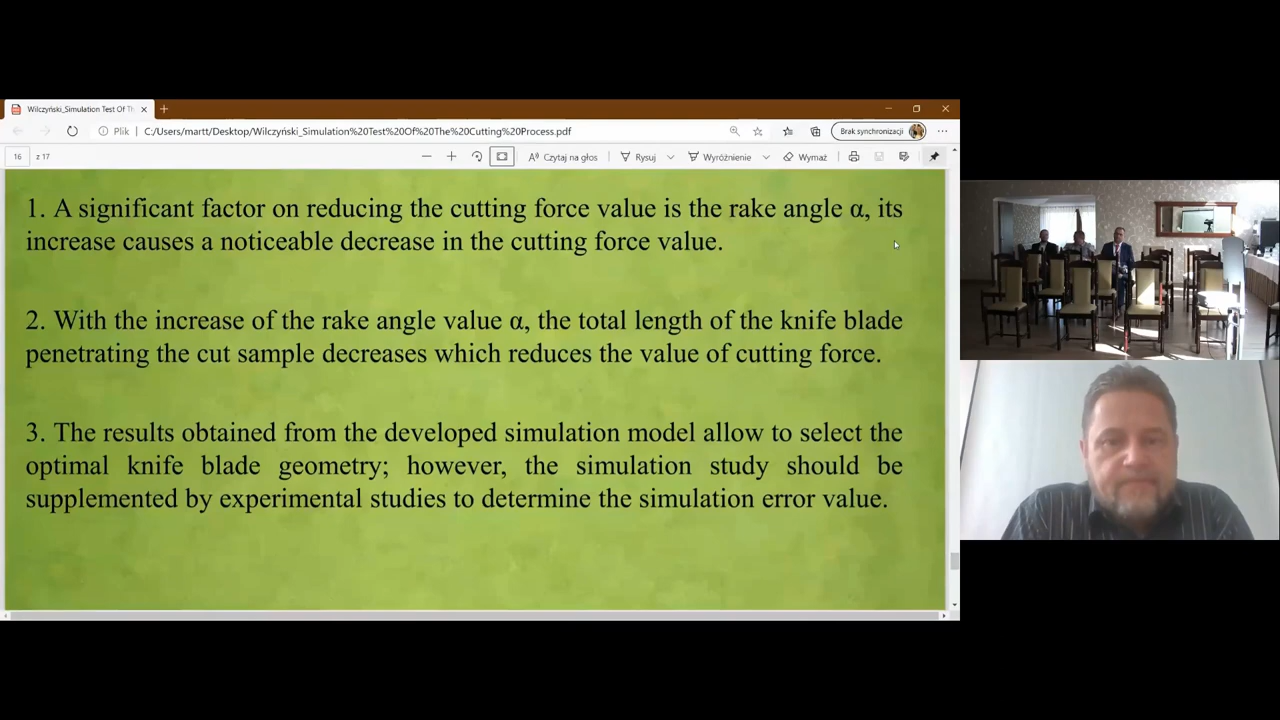 Wilczyński_Simulation Test Of Th
C:/Users/martt/Desktop/Wilczyński_Simulation%20Test%20Of%20The%20Cutting%20Process.pdf
Plik
Brak synchronizacji
16 z 17
Czytaj na głos
Rysuj
Wyróżnienie
Wymaż
1. A significant factor on reducing the cutting force value is the rake angle α, its
increase causes a noticeable decrease in the cutting force value.
2. With the increase of the rake angle value α, the total length of the knife blade
penetrating the cut sample decreases which reduces the value of cutting force.
3. The results obtained from the developed simulation model allow to select the
optimal knife blade geometry; however, the simulation study should be
supplemented by experimental studies to determine the simulation error value.